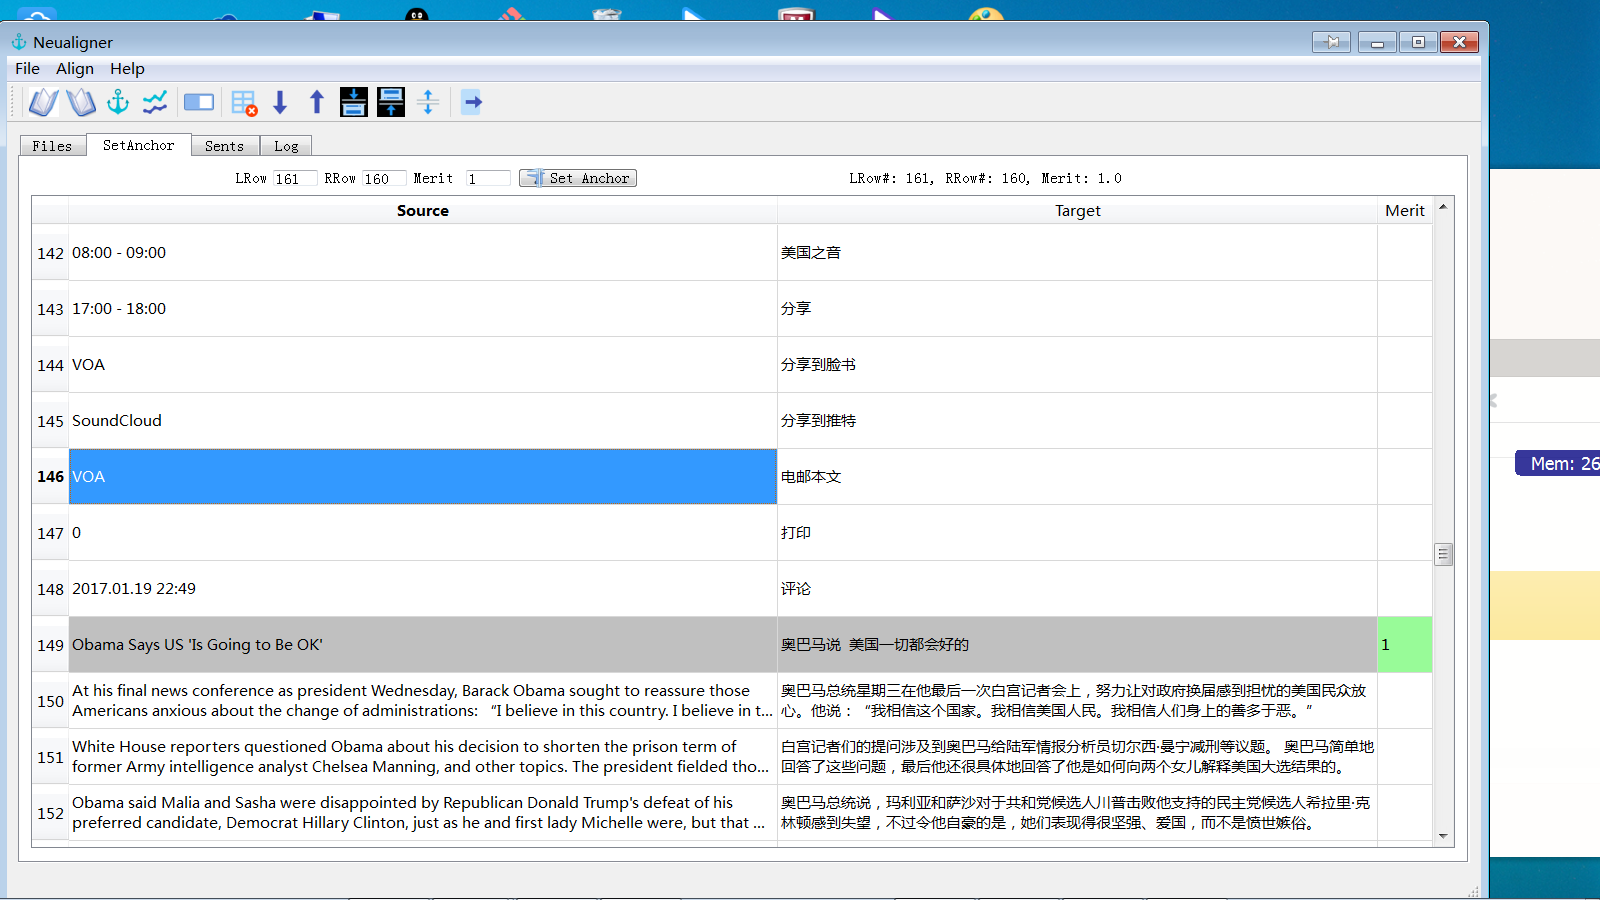 Neualigner
File Align Help
Files SetAnchor Sents Log
LRow 161 RRow 160 Merit 1 Set Anchor LRow#: 161, RRow#: 160, Merit: 1.0
Source Target Merit
142 08:00 - 09:00 美国之音
143 17:00 - 18:00 分享
144 VOA 分享到脸书
145 SoundCloud 分享到推特
146 VOA 电邮本文
147 0 打印
148 2017.01.19 22:49 评论
149 Obama Says US 'Is Going to Be OK' 奥巴马说 美国一切都会好的 1
150 At his final news conference as president Wednesday, Barack Obama sought to reassure those
Americans anxious about the change of administrations: “I believe in this country. I believe in t...
奥巴马总统星期三在他最后一次白宫记者会上，努力让对政府换届感到担忧的美国民众放
心。他说：“我相信这个国家。我相信美国人民。我相信人们身上的善多于恶。”
151 White House reporters questioned Obama about his decision to shorten the prison term of
former Army intelligence analyst Chelsea Manning, and other topics. The president fielded tho...
白宫记者们的提问涉及到奥巴马给陆军情报分析员切尔西·曼宁减刑等议题。 奥巴马简单地
回答了这些问题，最后他还很具体地回答了他是如何向两个女儿解释美国大选结果的。
152 Obama said Malia and Sasha were disappointed by Republican Donald Trump's defeat of his
preferred candidate, Democrat Hillary Clinton, just as he and first lady Michelle were, but that ...
奥巴马总统说，玛利亚和萨沙对于共和党候选人川普击败他支持的民主党候选人希拉里·克
林顿感到失望，不过令他自豪的是，她们表现得很坚强、爱国，而不是愤世嫉俗。
Mem: 26